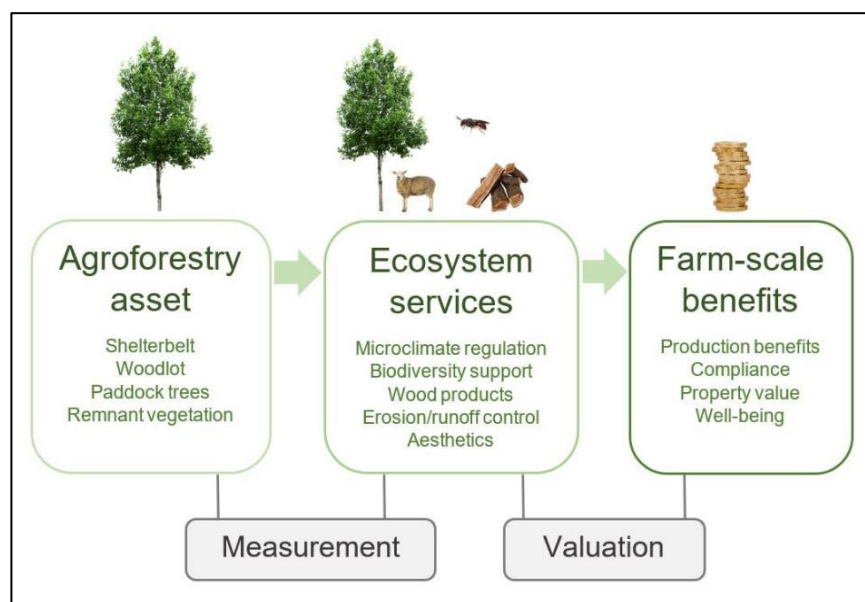 Agroforestry
asset
Shelterbelt
Woodlot
Paddock trees
Remnant vegetation
Ecosystem
services
Microclimate regulation
Biodiversity support
Wood products
Erosion/runoff control
Aesthetics
Farm-scale
benefits
Production benefits
Compliance
Property value
Well-being
Measurement
Valuation